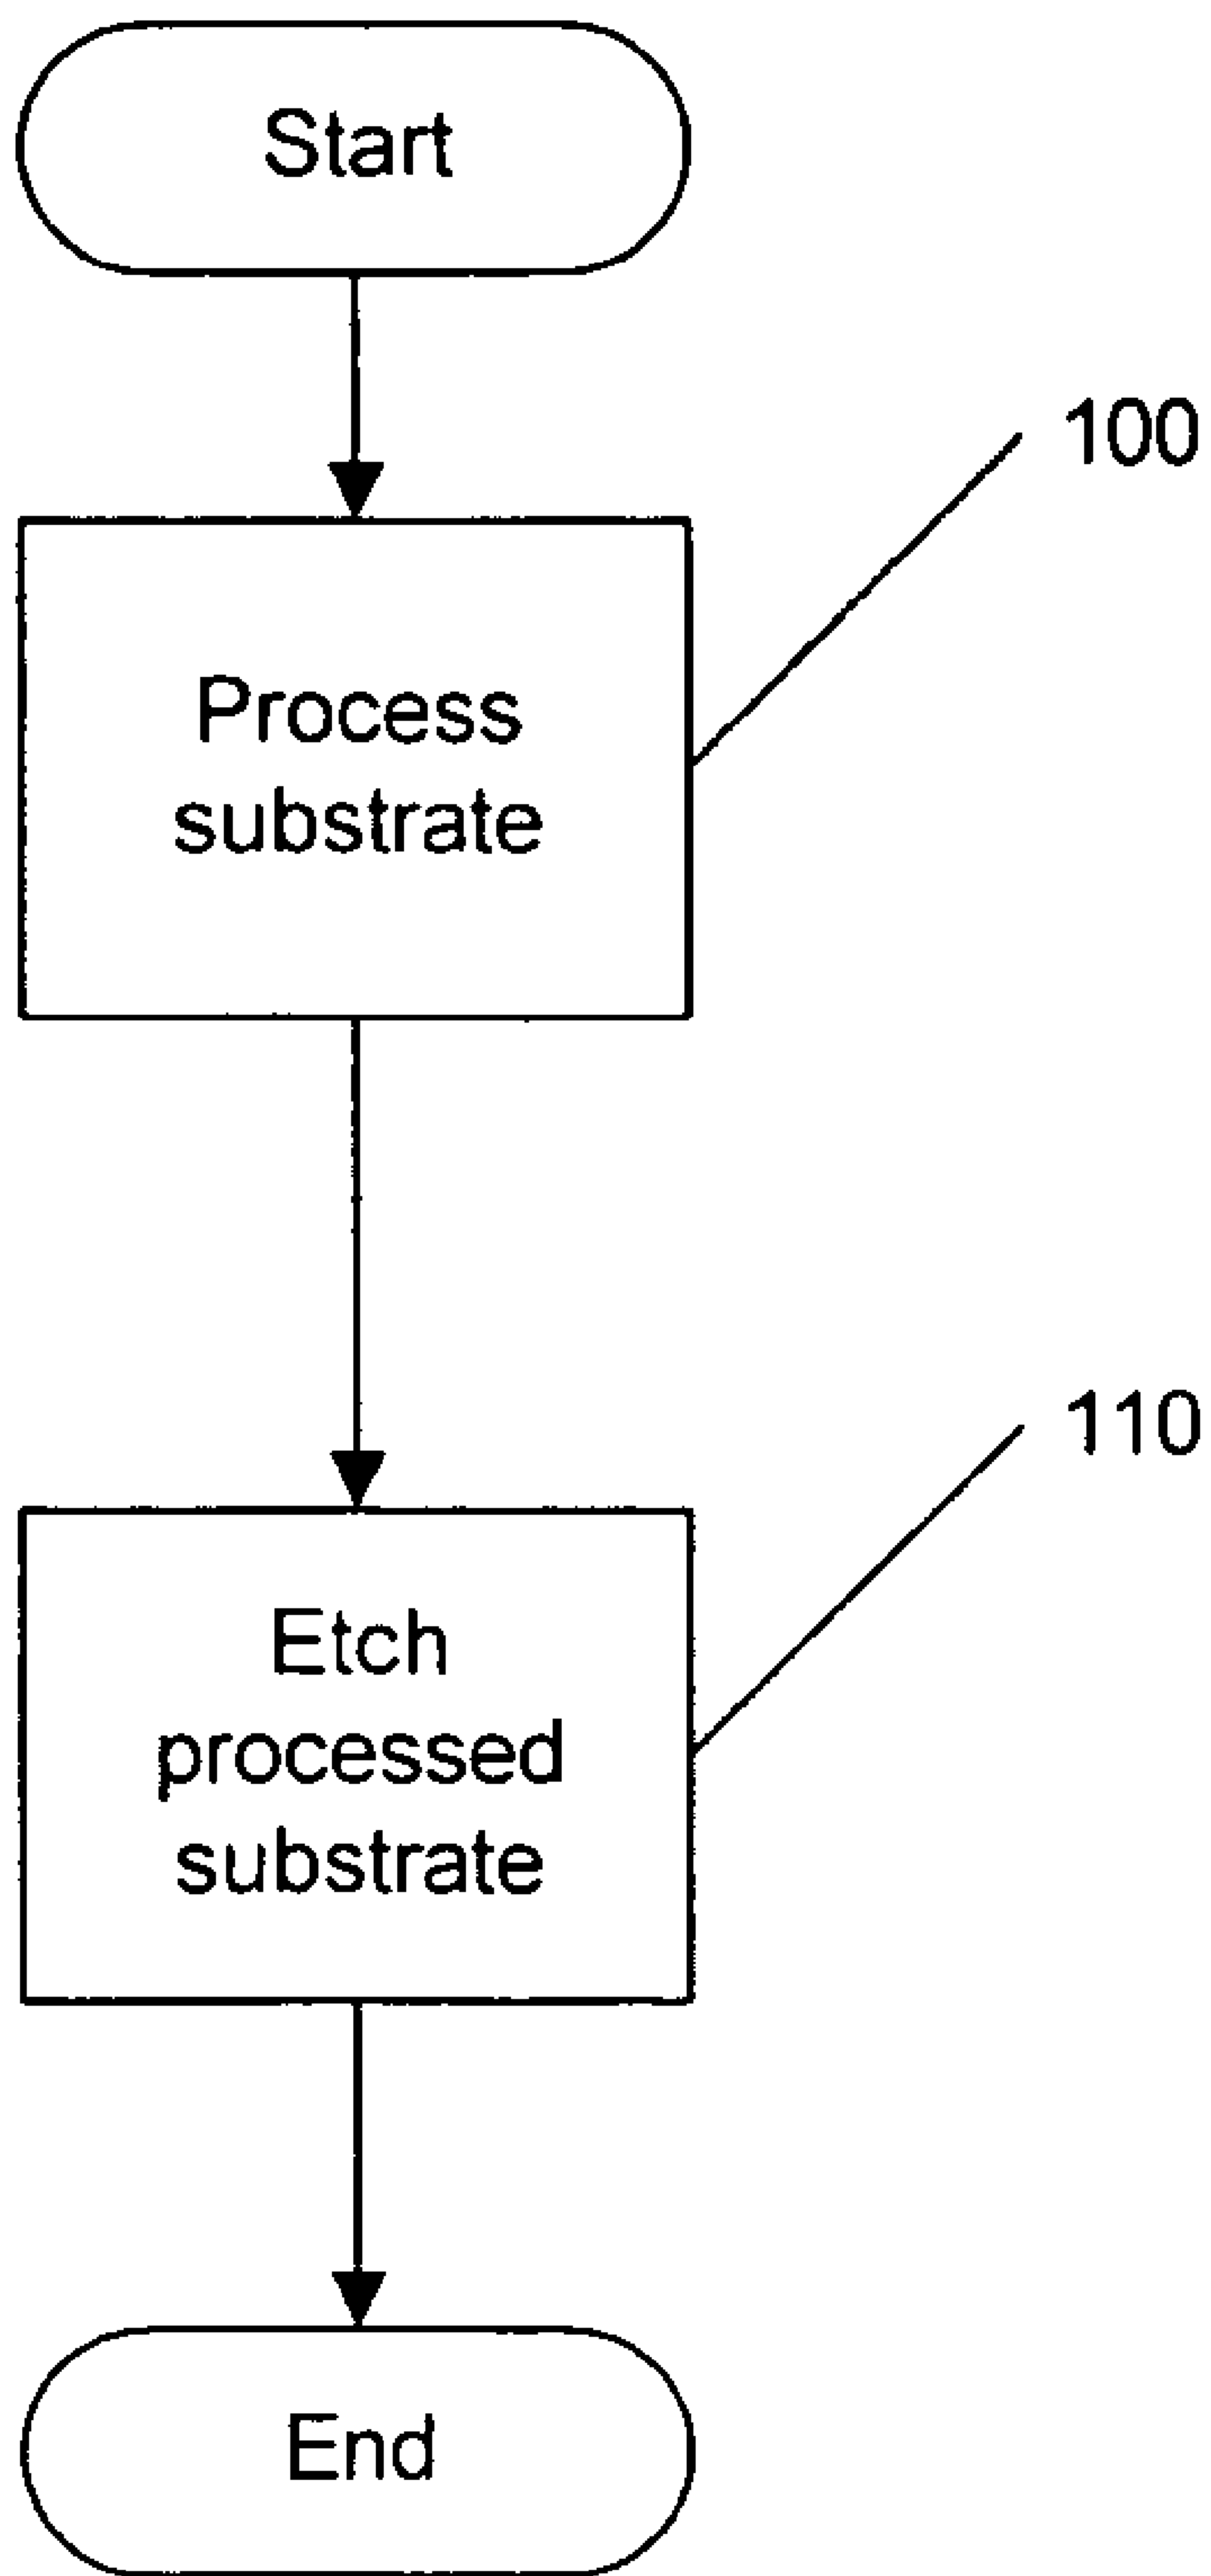 Start
100
Process
substrate
110
Etch
processed
substrate
End